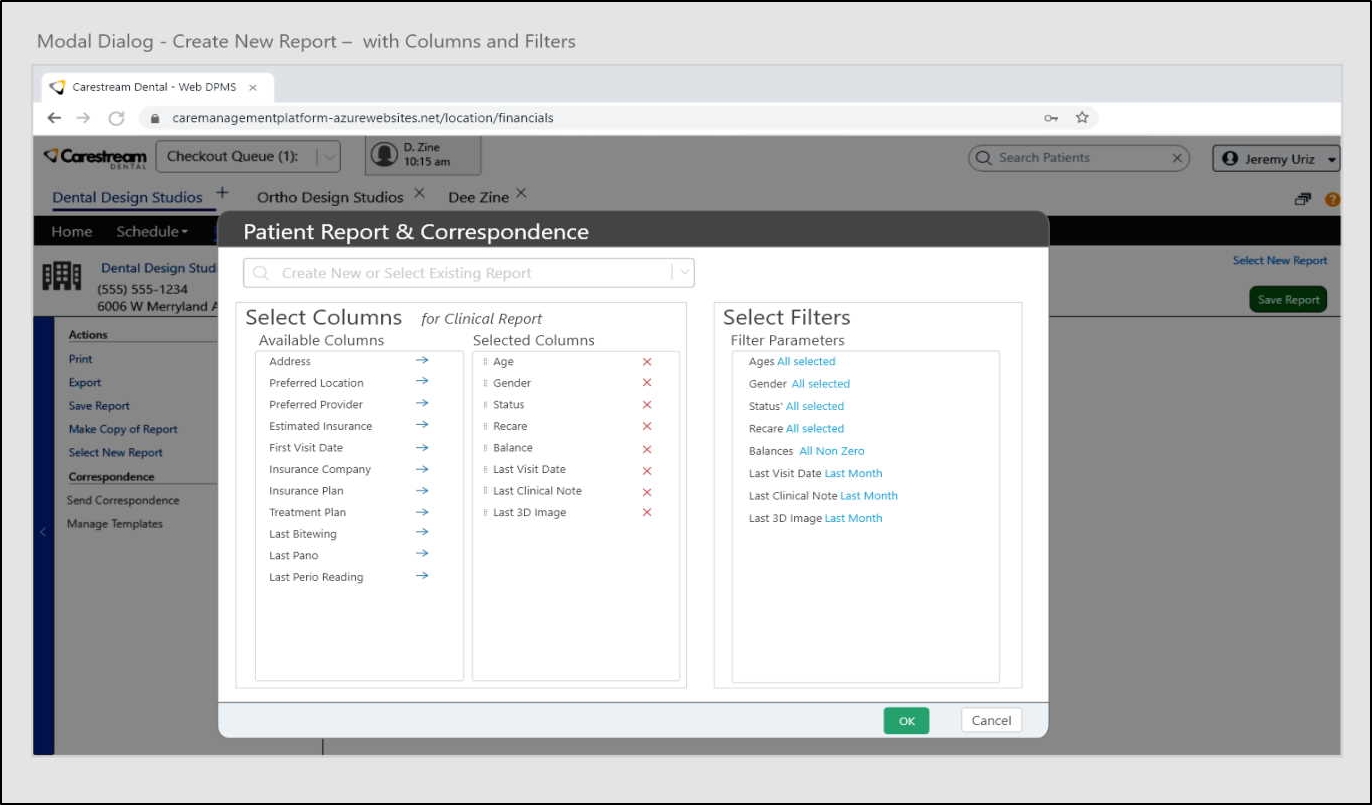 Modal Dialog - Create New Report – with Columns and Filters
Carestream Dental - Web DPMS ×
caremanagementplatform-azurewebsites.net/location/financials
Carestream DENTAL
Checkout Queue (1):
D. Zine
10:15 am
Search Patients
Jeremy Uriz
Dental Design Studios +
Ortho Design Studios ×
Dee Zine ×
?
Home Schedule
Patient Report & Correspondence
Dental Design Stud
(555) 555-1234
6006 W Merryland A
Select New Report
Save Report
Create New or Select Existing Report
Actions
Print
Export
Save Report
Make Copy of Report
Select New Report
Correspondence
Send Correspondence
Manage Templates
Select Columns for Clinical Report
Available Columns
Address
Preferred Location
Preferred Provider
Estimated Insurance
First Visit Date
Insurance Company
Insurance Plan
Treatment Plan
Last Bitewing
Last Pano
Last Perio Reading
Selected Columns
Age
Gender
Status
Recare
Balance
Last Visit Date
Last Clinical Note
Last 3D Image
Select Filters
Filter Parameters
Ages All selected
Gender All selected
Status' All selected
Recare All selected
Balances All Non Zero
Last Visit Date Last Month
Last Clinical Note Last Month
Last 3D Image Last Month
OK
Cancel